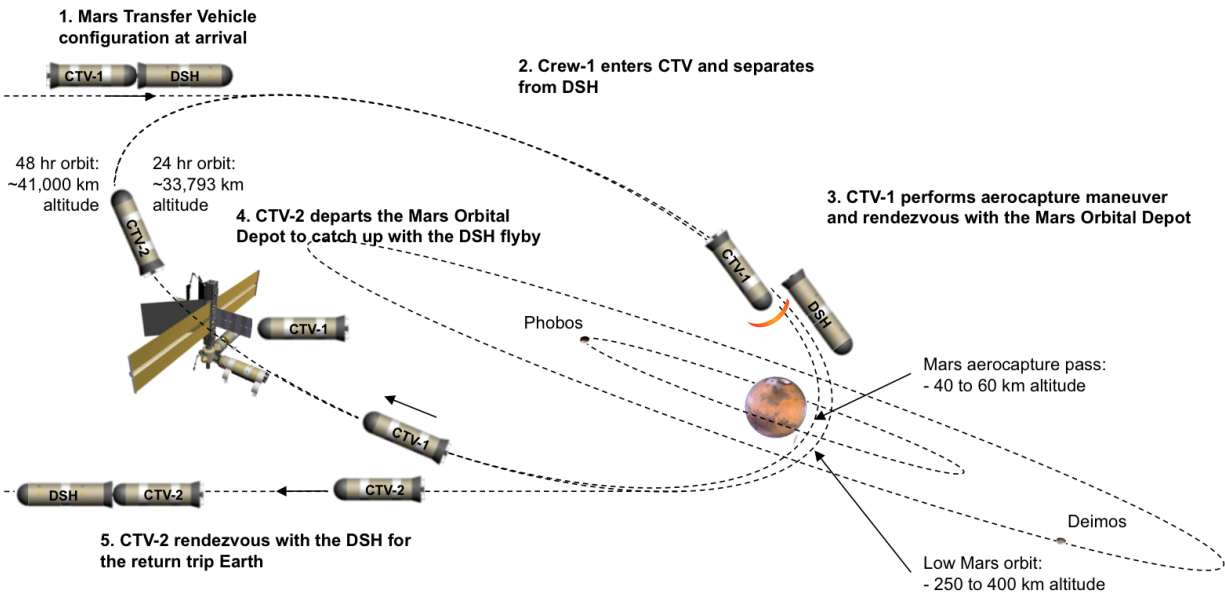 1. Mars Transfer Vehicle
configuration at arrival
CTV-1
DSH
2. Crew-1 enters CTV and separates
from DSH
48 hr orbit:
~41,000 km
altitude
24 hr orbit:
~33,793 km
altitude
CTV-2
3. CTV-1 performs aerocapture maneuver
and rendezvous with the Mars Orbital Depot
4. CTV-2 departs the Mars Orbital
Depot to catch up with the DSH flyby
CTV-1
DSH
CTV-1
Phobos
Mars aerocapture pass:
- 40 to 60 km altitude
CTV-1
DSH
CTV-2
CTV-2
Deimos
5. CTV-2 rendezvous with the DSH for
the return trip Earth
Low Mars orbit:
- 250 to 400 km altitude